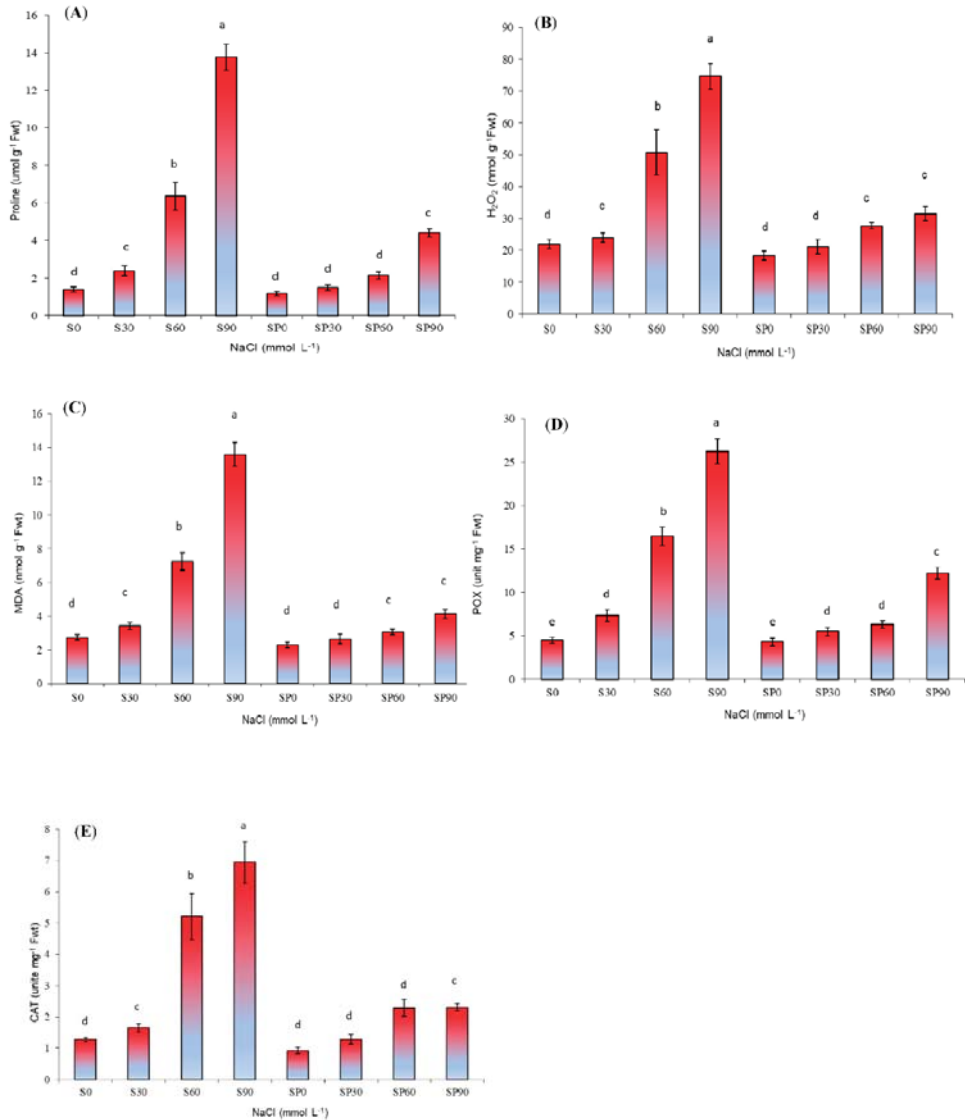 (A)
Proline (umol g⁻¹ Fwt)
16
14
12
10
8
6
4
2
0
d
c
b
a
d
d
d
c
S0 S30 S60 S90 SP0 SP30 SP60 SP90
NaCl (mmol L⁻¹)
(B)
H₂O₂ (nmol g⁻¹Fwt)
90
80
70
60
50
40
30
20
10
0
d
c
b
a
d
d
c
c
S0 S30 S60 S90 SP0 SP30 SP60 SP90
NaCl (mmol L⁻¹)
(C)
MDA (nmol g⁻¹ Fwt)
16
14
12
10
8
6
4
2
0
d
c
b
a
d
d
c
c
S0 S30 S60 S90 SP0 SP30 SP60 SP90
NaCl (mmol L⁻¹)
(D)
POX (unit mg⁻¹ Fwt)
30
25
20
15
10
5
0
e
d
b
a
e
d
d
c
S0 S30 S60 S90 SP0 SP30 SP60 SP90
NaCl (mmol L⁻¹)
(E)
CAT (unite mg⁻¹ Fwt)
8
7
6
5
4
3
2
1
0
d
c
b
a
d
d
d
c
S0 S30 S60 S90 SP0 SP30 SP60 SP90
NaCl (mmol L⁻¹)